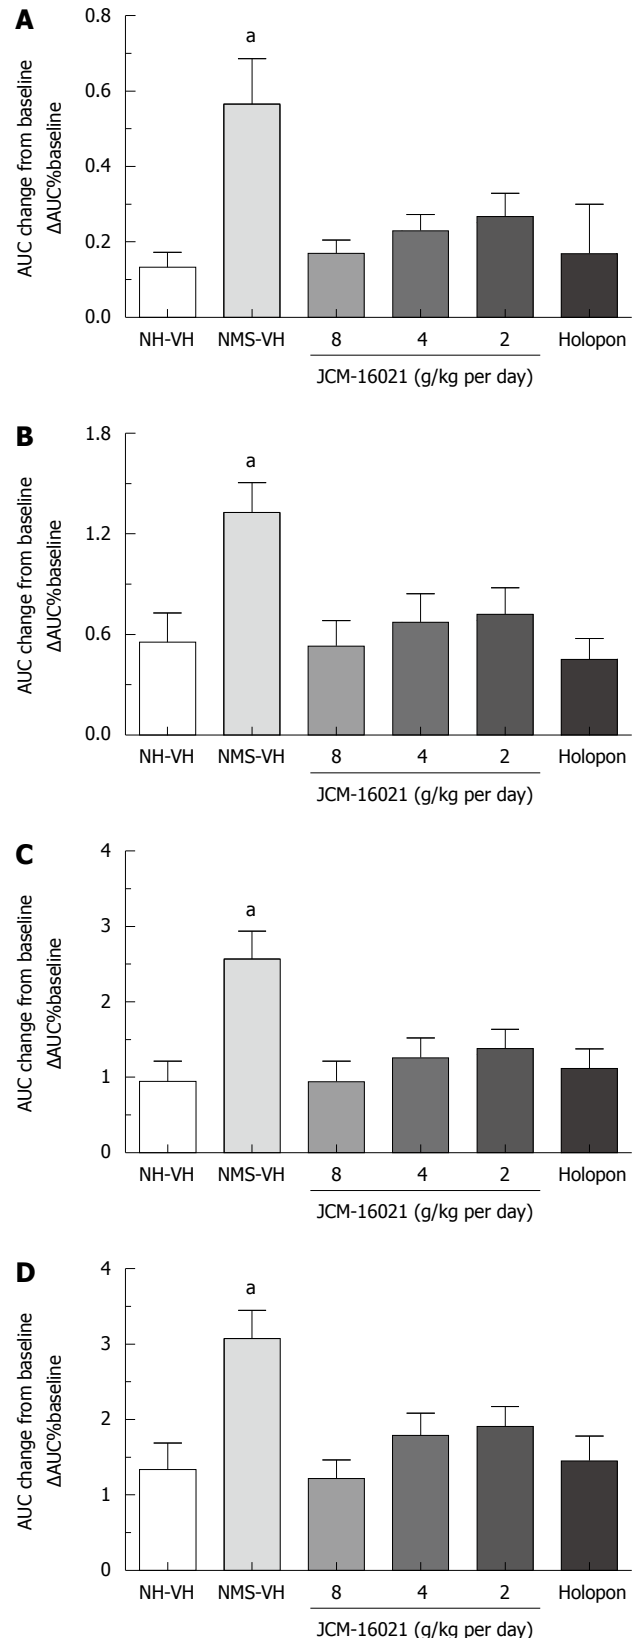 A
AUC change from baseline
ΔAUC%baseline
0.8
0.6
0.4
0.2
0.0
a
NH-VH NMS-VH 8 4 2 Holopon
JCM-16021 (g/kg per day)
B
AUC change from baseline
ΔAUC%baseline
1.8
1.2
0.6
0.0
a
NH-VH NMS-VH 8 4 2 Holopon
JCM-16021 (g/kg per day)
C
AUC change from baseline
ΔAUC%baseline
4
3
2
1
0
a
NH-VH NMS-VH 8 4 2 Holopon
JCM-16021 (g/kg per day)
D
AUC change from baseline
ΔAUC%baseline
4
3
2
1
0
a
NH-VH NMS-VH 8 4 2 Holopon
JCM-16021 (g/kg per day)